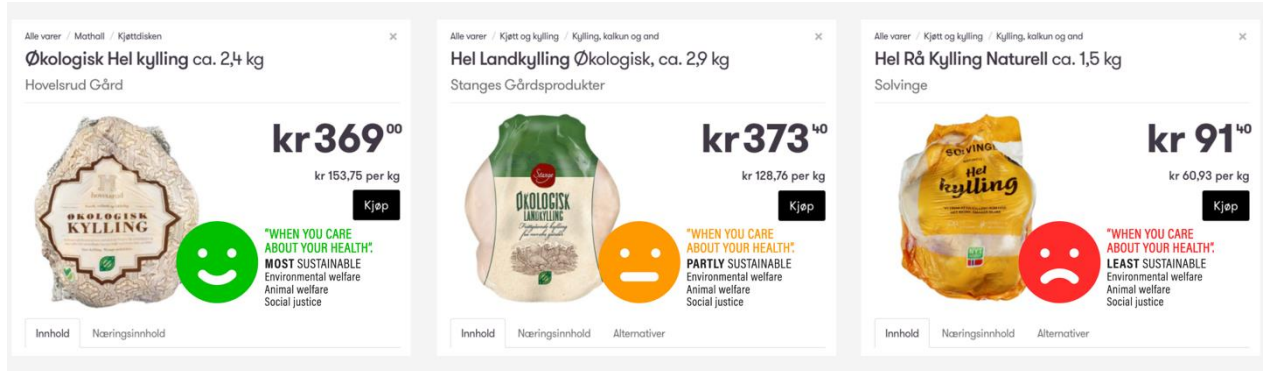 Alle varer / Mathall / Kjøttdisken
×
Økologisk Hel kylling ca. 2,4 kg
Hovelsrud Gård
kr 369 00
kr 153,75 per kg
Kjøp
ØKOLOGISK
KYLLING
"WHEN YOU CARE
ABOUT YOUR HEALTH".
MOST SUSTAINABLE
Environmental welfare
Animal welfare
Social justice
Innhold Næringsinnhold
Alle varer / Kjøtt og kylling / Kylling, kalkun og and
×
Hel Landkylling Økologisk, ca. 2,9 kg
Stanges Gårdsprodukter
kr 373 40
kr 128,76 per kg
Kjøp
Stange
ØKOLOGISK
LANDKYLLING
"WHEN YOU CARE
ABOUT YOUR HEALTH".
PARTLY SUSTAINABLE
Environmental welfare
Animal welfare
Social justice
Innhold Næringsinnhold Alternativer
Alle varer / Kjøtt og kylling / Kylling, kalkun og and
×
Hel Rå Kylling Naturell ca. 1,5 kg
Solvinge
kr 91 40
kr 60,93 per kg
Kjøp
SOLVINGE
Hel
kylling
"WHEN YOU CARE
ABOUT YOUR HEALTH".
LEAST SUSTAINABLE
Environmental welfare
Animal welfare
Social justice
Innhold Næringsinnhold Alternativer